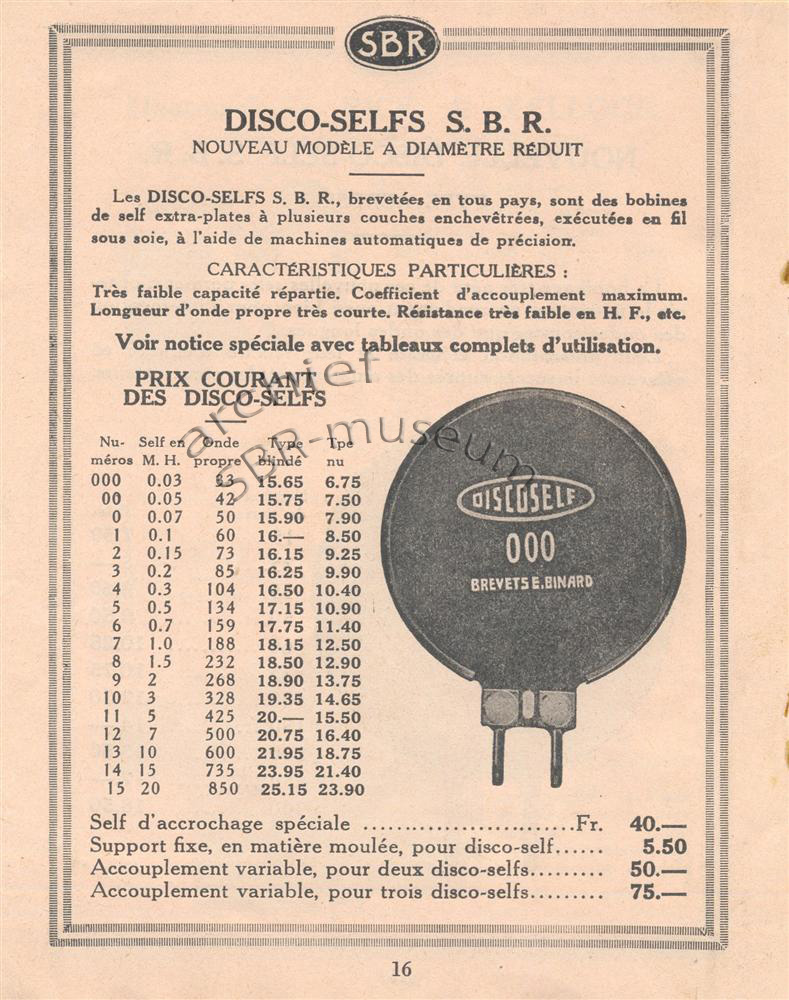 SBR
DISCO-SELFS S. B. R.
NOUVEAU MODÈLE A DIAMÈTRE RÉDUIT
Les DISCO-SELFS S. B. R., brevetées en tous pays, sont des bobines
de self extra-plates à plusieurs couches enchevêtrées, exécutées en fil
sous soie, à l'aide de machines automatiques de précision.
CARACTÉRISTIQUES PARTICULIÈRES :
Très faible capacité répartie. Coefficient d'accouplement maximum.
Longueur d'onde propre très courte. Résistance très faible en H. F., etc.
Voir notice spéciale avec tableaux complets d'utilisation.
PRIX COURANT
DES DISCO-SELFS
archief
SBR-museum
Nu- Self en Onde Type Tpe
méros M. H. propre blindé nu
000 0.03 33 15.65 6.75
00 0.05 42 15.75 7.50
0 0.07 50 15.90 7.90
1 0.1 60 16.— 8.50
2 0.15 73 16.15 9.25
3 0.2 85 16.25 9.90
4 0.3 104 16.50 10.40
5 0.5 134 17.15 10.90
6 0.7 159 17.75 11.40
7 1.0 188 18.15 12.50
8 1.5 232 18.50 12.90
9 2 268 18.90 13.75
10 3 328 19.35 14.65
11 5 425 20.— 15.50
12 7 500 20.75 16.40
13 10 600 21.95 18.75
14 15 735 23.95 21.40
15 20 850 25.15 23.90
DISCOSELF
000
BREVETS E. BINARD
Self d'accrochage spéciale ..........................Fr. 40.—
Support fixe, en matière moulée, pour disco-self...... 5.50
Accouplement variable, pour deux disco-selfs......... 50.—
Accouplement variable, pour trois disco-selfs......... 75.—
16